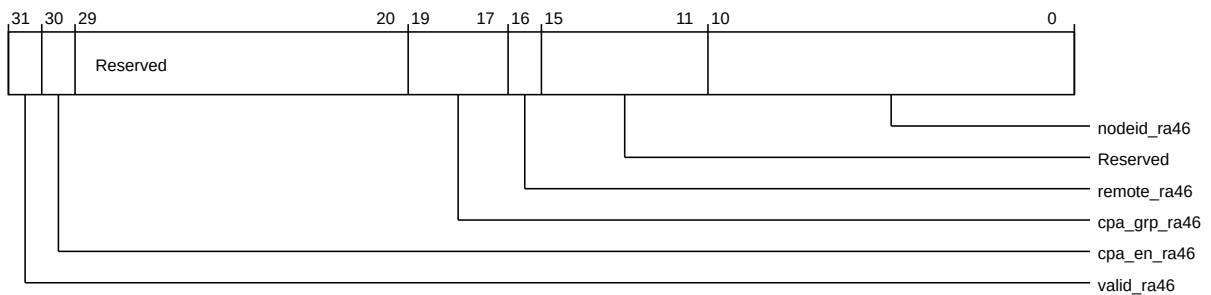 31 30 29 20 19 17 16 15 11 10 0
Reserved
nodeid_ra46
Reserved
remote_ra46
cpa_grp_ra46
cpa_en_ra46
valid_ra46